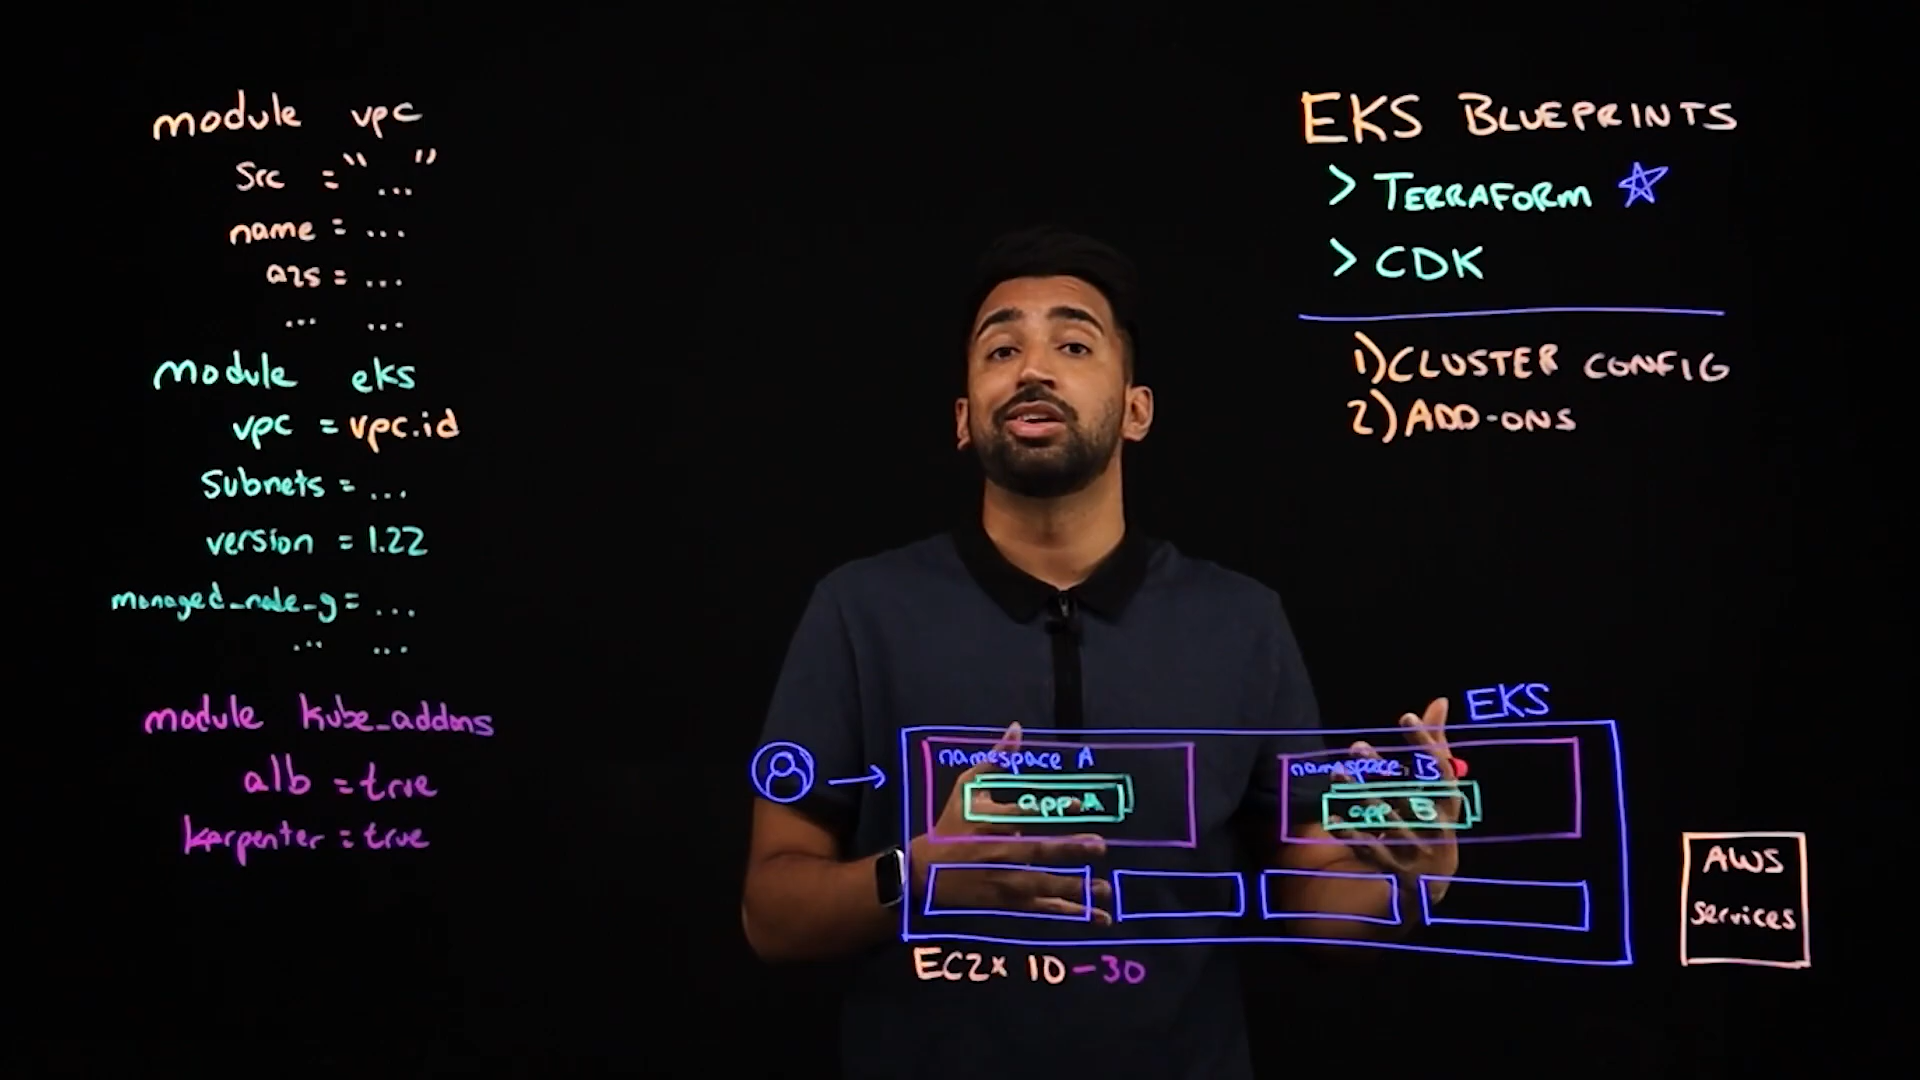 module vpc
src = "..."
name = ...
azs = ...
... ...
module eks
vpc = vpc.id
Subnets = ...
version = 1.22
managed_node_g = ...
... ...
module kube_addons
alb = true
karpenter = true
EKS BLUEPRINTS
> TERRAFORM
> CDK
1) CLUSTER CONFIG
2) ADD-ONS
EKS
namespace A
app A
namespace B
app B
EC2x 10-30
AWS
Services